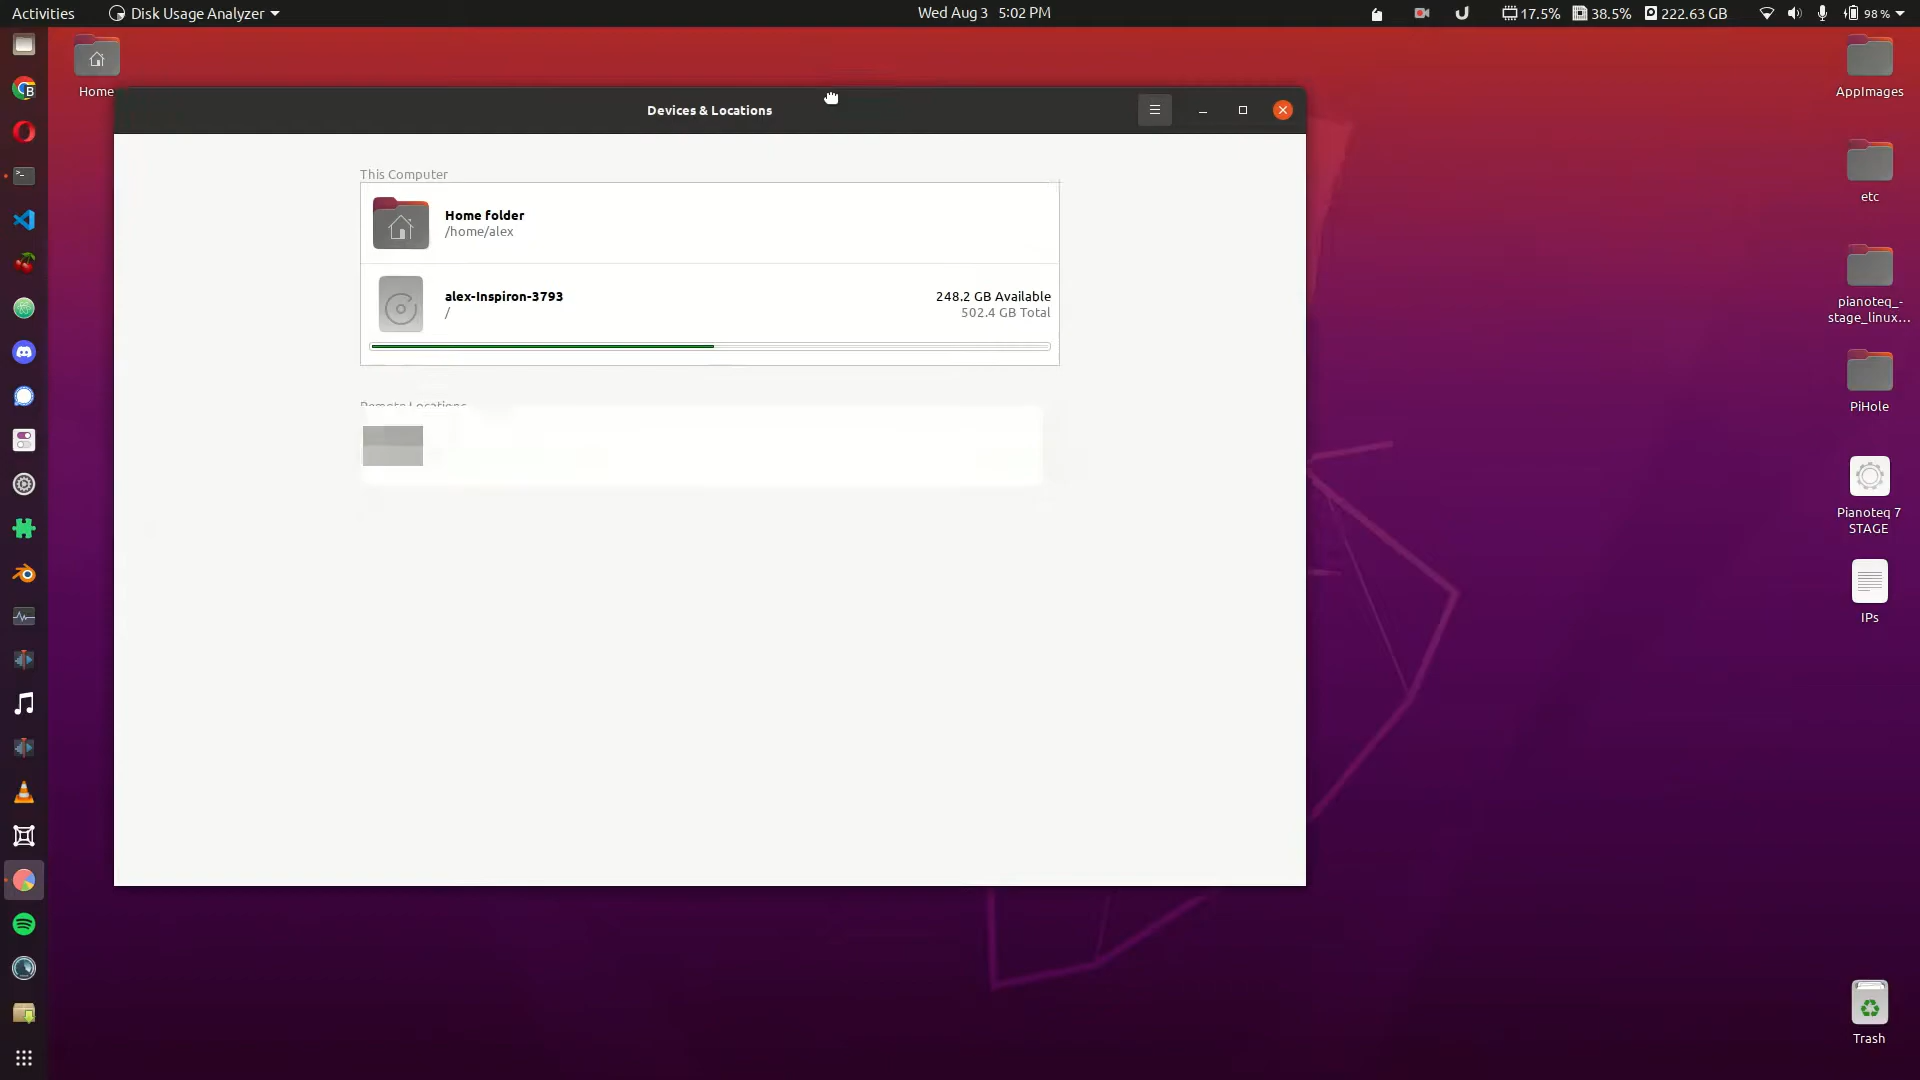 Activities
Disk Usage Analyzer
Wed Aug 3 5:02 PM
17.5%
38.5%
222.63 GB
98 %
Home
AppImages
Devices & Locations
This Computer
Home folder
/home/alex
alex-Inspiron-3793
/
248.2 GB Available
502.4 GB Total
Remote Locations
etc
pianoteq_-
stage_linux...
PiHole
Pianoteq 7
STAGE
IPs
Trash